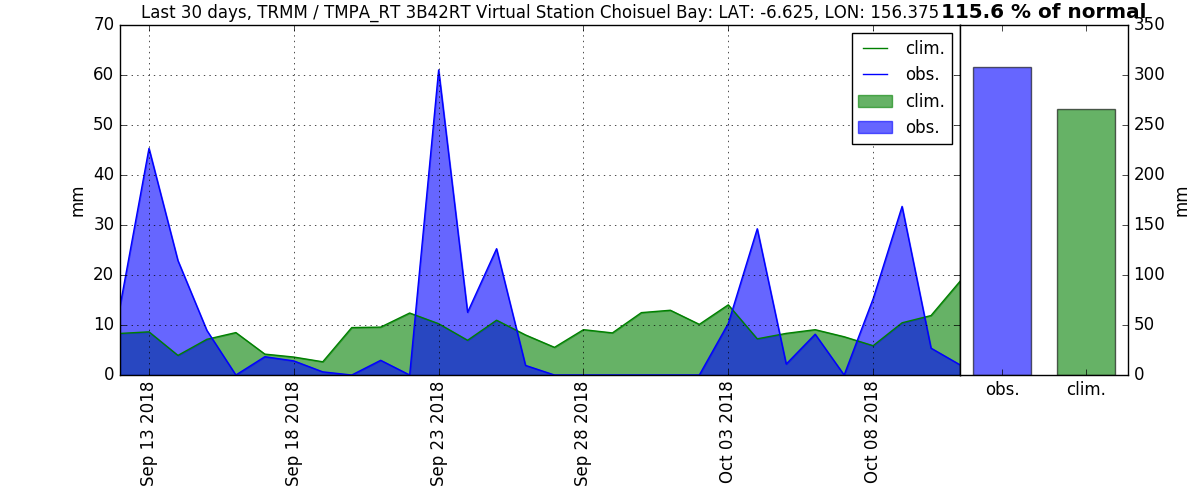 Last 30 days, TRMM / TMPA_RT 3B42RT Virtual Station Choisuel Bay: LAT: -6.625, LON: 156.375
115.6 % of normal
70
60
50
40
30
20
10
0
mm
clim.
obs.
clim.
obs.
Sep 13 2018
Sep 18 2018
Sep 23 2018
Sep 28 2018
Oct 03 2018
Oct 08 2018
350
300
250
200
150
100
50
0
mm
obs.
clim.